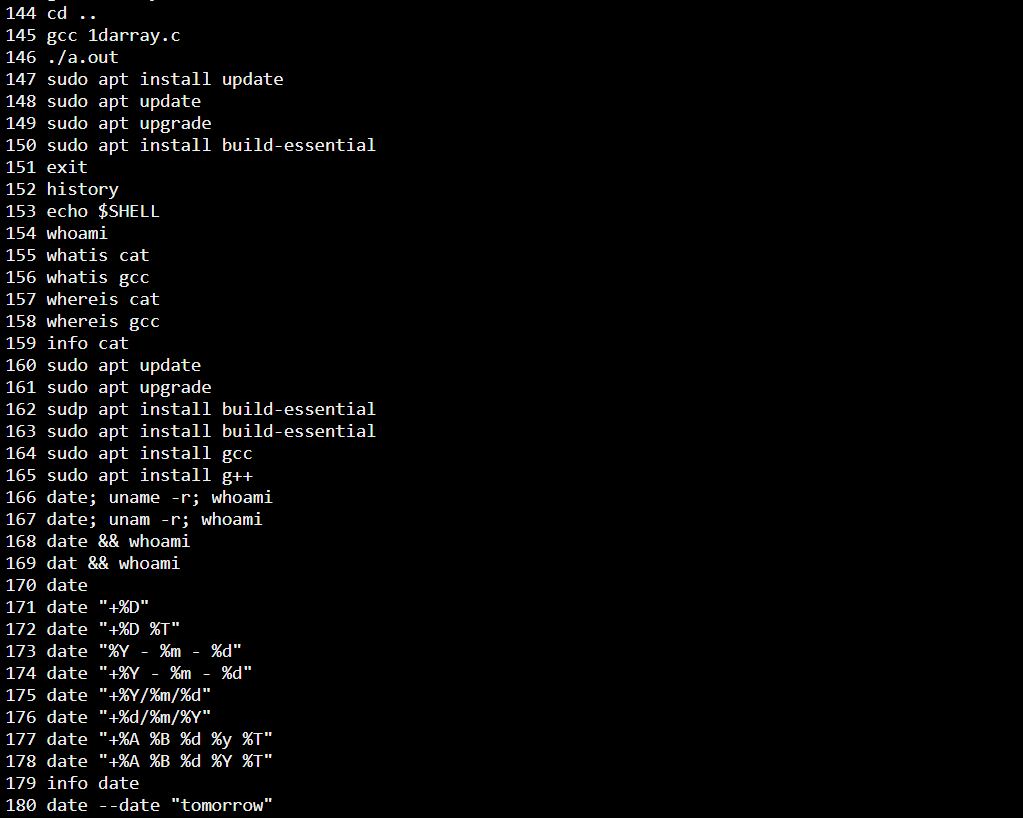 144 cd ..
145 gcc 1darray.c
146 ./a.out
147 sudo apt install update
148 sudo apt update
149 sudo apt upgrade
150 sudo apt install build-essential
151 exit
152 history
153 echo $SHELL
154 whoami
155 whatis cat
156 whatis gcc
157 whereis cat
158 whereis gcc
159 info cat
160 sudo apt update
161 sudo apt upgrade
162 sudp apt install build-essential
163 sudo apt install build-essential
164 sudo apt install gcc
165 sudo apt install g++
166 date; uname -r; whoami
167 date; unam -r; whoami
168 date && whoami
169 dat && whoami
170 date
171 date "+%D"
172 date "+%D %T"
173 date "%Y - %m - %d"
174 date "+%Y - %m - %d"
175 date "+%Y/%m/%d"
176 date "+%d/%m/%Y"
177 date "+%A %B %d %y %T"
178 date "+%A %B %d %Y %T"
179 info date
180 date --date "tomorrow"